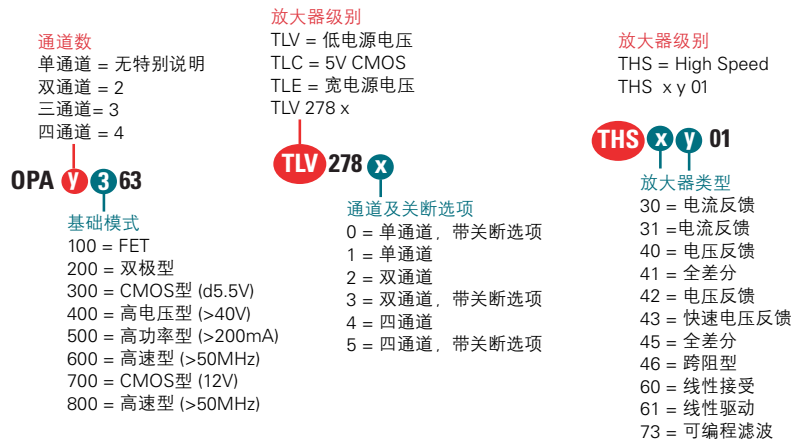 通道数
单通道 = 无特别说明
双通道 = 2
三通道= 3
四通道 = 4
OPA y 3 63
基础模式
100 = FET
200 = 双极型
300 = CMOS型 (d5.5V)
400 = 高电压型 (>40V)
500 = 高功率型 (>200mA)
600 = 高速型 (>50MHz)
700 = CMOS型 (12V)
800 = 高速型 (>50MHz)
放大器级别
TLV = 低电源电压
TLC = 5V CMOS
TLE = 宽电源电压
TLV 278 x
TLV 278 x
通道及关断选项
0 = 单通道，带关断选项
1 = 单通道
2 = 双通道
3 = 双通道，带关断选项
4 = 四通道
5 = 四通道，带关断选项
放大器级别
THS = High Speed
THS x y 01
THS x y 01
放大器类型
30 = 电流反馈
31 =电流反馈
40 = 电压反馈
41 = 全差分
42 = 电压反馈
43 = 快速电压反馈
45 = 全差分
46 = 跨阻型
60 = 线性接受
61 = 线性驱动
73 = 可编程滤波